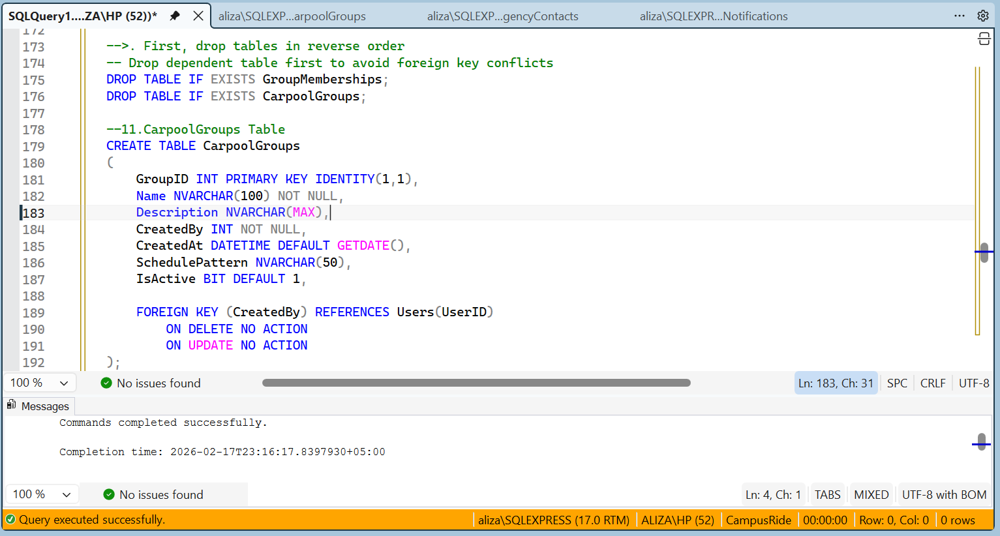 SQLQuery1....ZA\HP (52))*
aliza\SQLEXP...arpoolGroups
aliza\SQLEXP...gencyContacts
aliza\SQLEXPR...Notifications
172
173 -->. First, drop tables in reverse order
174 -- Drop dependent table first to avoid foreign key conflicts
175 DROP TABLE IF EXISTS GroupMemberships;
176 DROP TABLE IF EXISTS CarpoolGroups;
177
178 --11.CarpoolGroups Table
179 CREATE TABLE CarpoolGroups
180 (
181 GroupID INT PRIMARY KEY IDENTITY(1,1),
182 Name NVARCHAR(100) NOT NULL,
183 Description NVARCHAR(MAX),
184 CreatedBy INT NOT NULL,
185 CreatedAt DATETIME DEFAULT GETDATE(),
186 SchedulePattern NVARCHAR(50),
187 IsActive BIT DEFAULT 1,
188
189 FOREIGN KEY (CreatedBy) REFERENCES Users(UserID)
190 ON DELETE NO ACTION
191 ON UPDATE NO ACTION
192 );
100 % No issues found Ln: 183, Ch: 31 SPC CRLF UTF-8
Messages
Commands completed successfully.
Completion time: 2026-02-17T23:16:17.8397930+05:00
100 % No issues found Ln: 4, Ch: 1 TABS MIXED UTF-8 with BOM
Query executed successfully. aliza\SQLEXPRESS (17.0 RTM) ALIZA\HP (52) CampusRide 00:00:00 Row: 0, Col: 0 0 rows